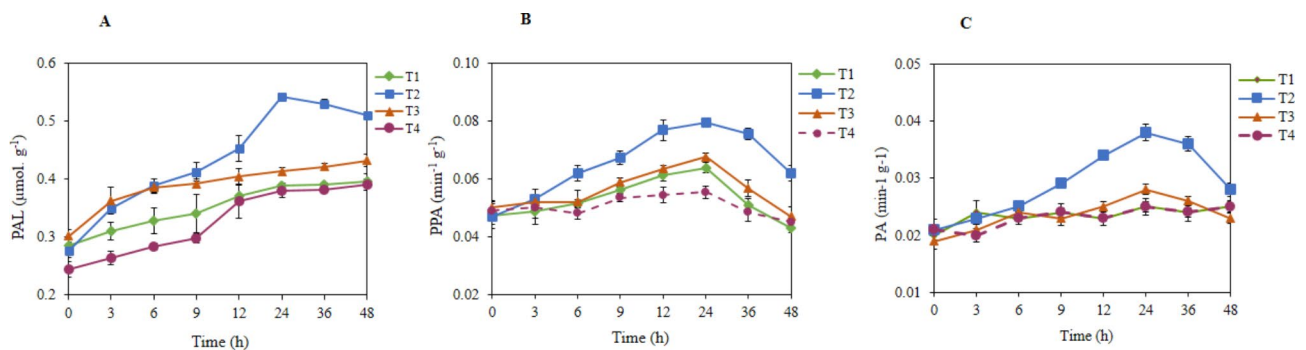 A
PAL (µmol. g⁻¹)
0.6
0.5
0.4
0.3
0.2
0 3 6 9 12 24 36 48
Time (h)
T1
T2
T3
T4
B
PPA (min⁻¹ g⁻¹)
0.10
0.08
0.06
0.04
0.02
0 3 6 9 12 24 36 48
Time (h)
T1
T2
T3
T4
C
PA (min-1 g-1)
0.05
0.04
0.03
0.02
0.01
0 3 6 9 12 24 36 48
Time (h)
T1
T2
T3
T4